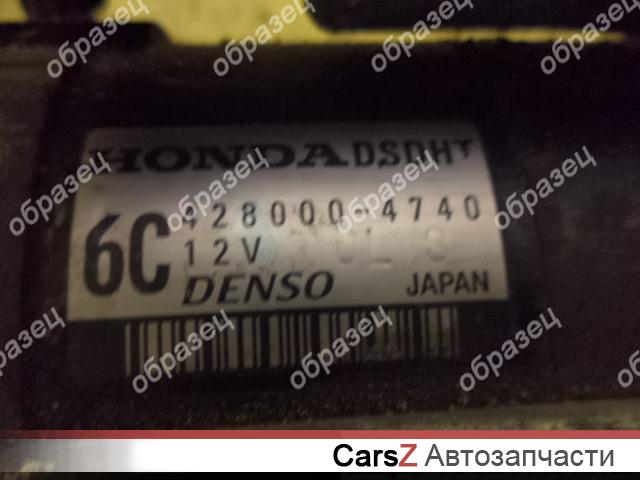 HONDA DSDHT
6C 428000-4740
12V
DENSO JAPAN
образец
CarsZ Автозапчасти